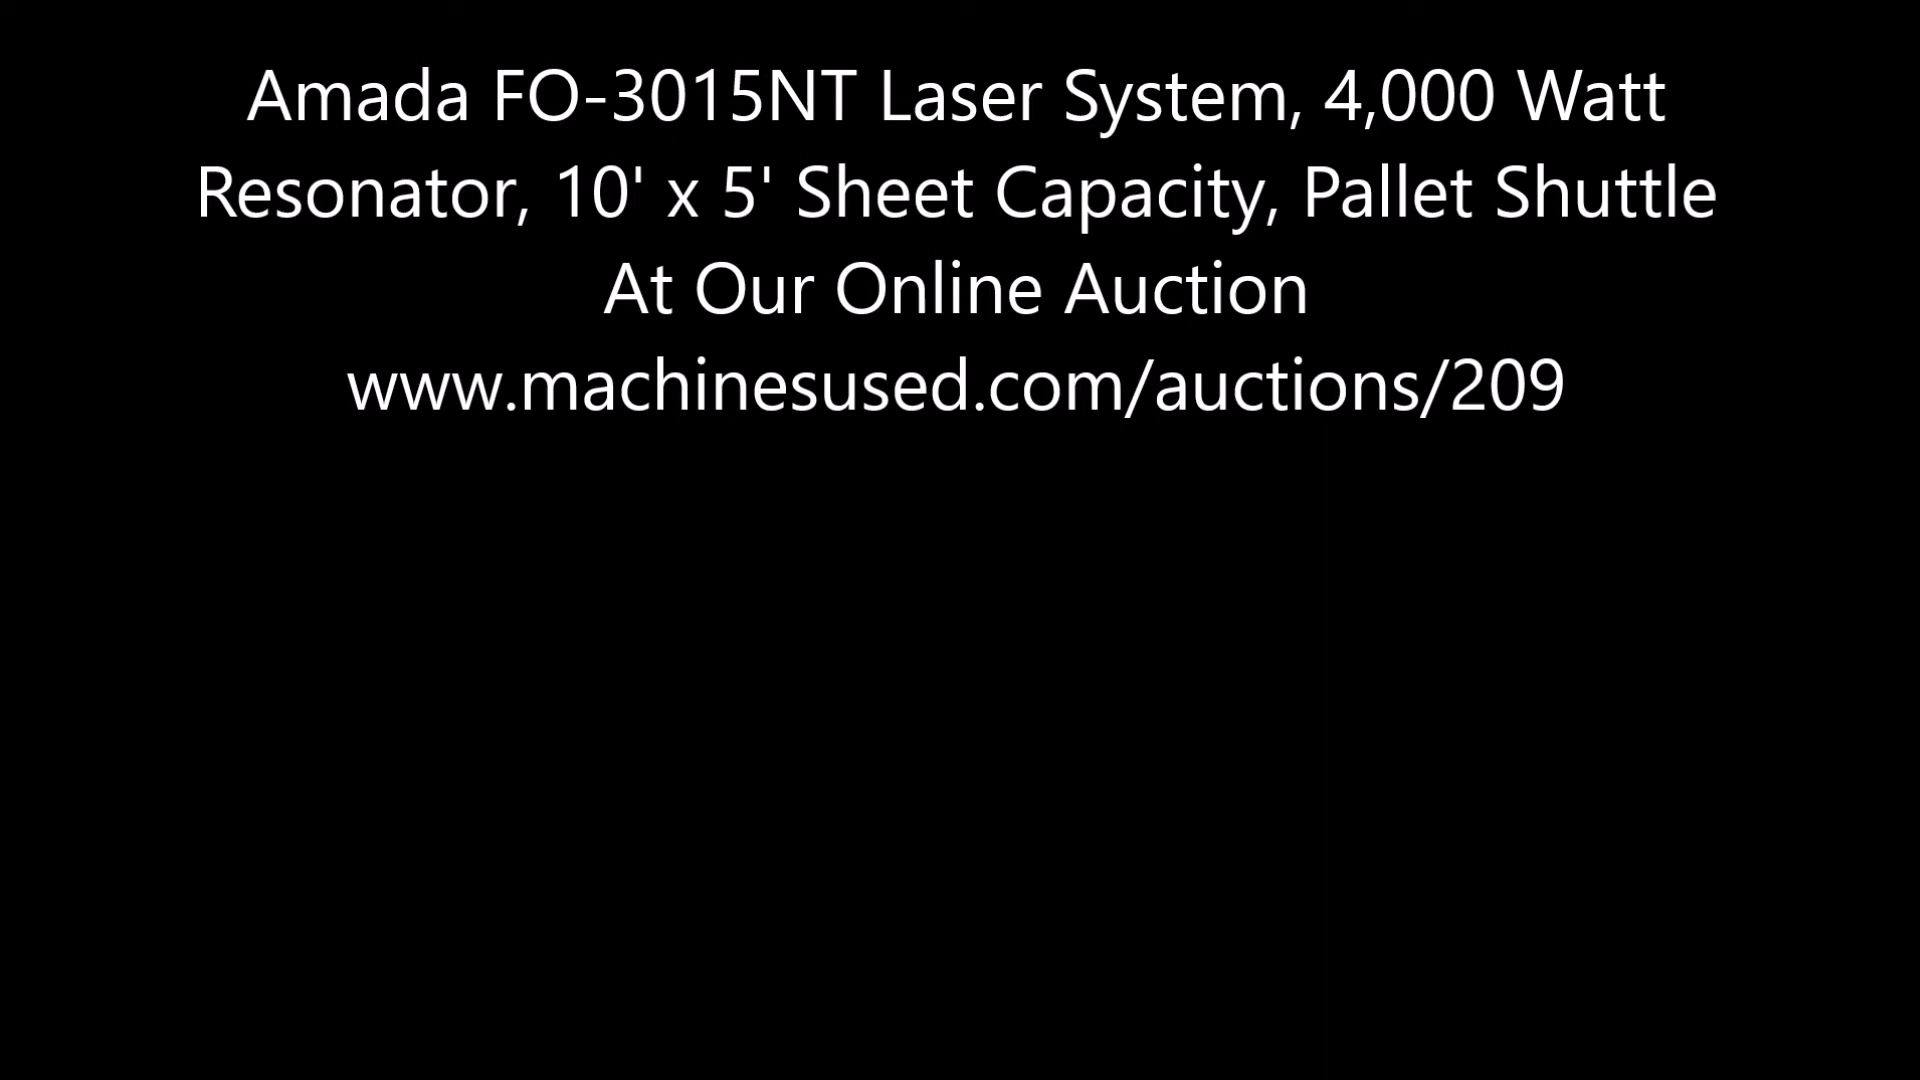 Amada FO-3015NT Laser System, 4,000 Watt
Resonator, 10' x 5' Sheet Capacity, Pallet Shuttle
At Our Online Auction
www.machinesused.com/auctions/209